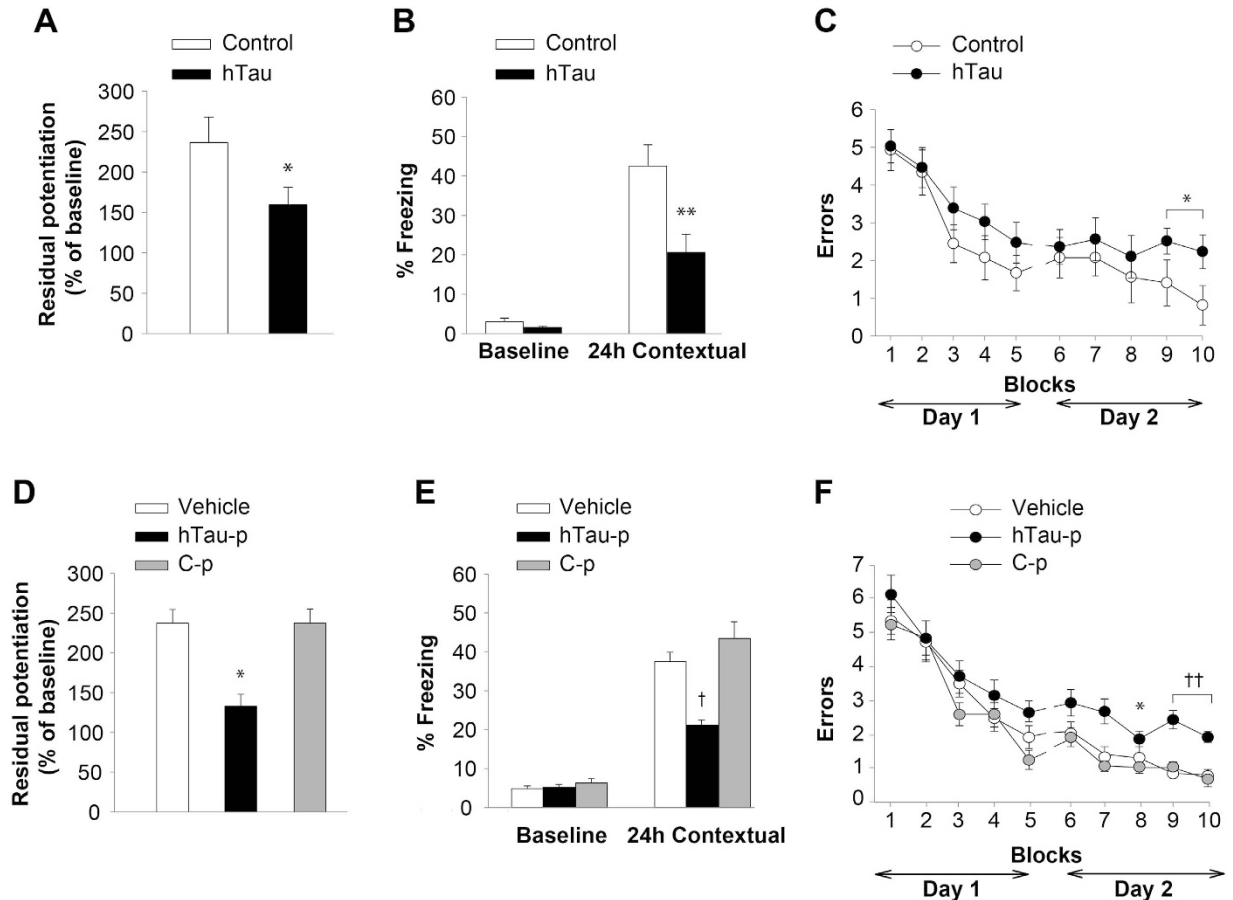 A
Control
hTau
Residual potentiation
(% of baseline)
300
250
200
150
100
50
0
*
B
Control
hTau
% Freezing
60
50
40
30
20
10
0
**
Baseline
24h Contextual
C
Control
hTau
Errors
6
5
4
3
2
1
0
*
1 2 3 4 5 6 7 8 9 10
Blocks
Day 1
Day 2
D
Vehicle
hTau-p
C-p
Residual potentiation
(% of baseline)
300
250
200
150
100
50
0
*
E
Vehicle
hTau-p
C-p
% Freezing
60
50
40
30
20
10
0
†
Baseline
24h Contextual
F
Vehicle
hTau-p
C-p
Errors
7
6
5
4
3
2
1
0
*
††
1 2 3 4 5 6 7 8 9 10
Blocks
Day 1
Day 2